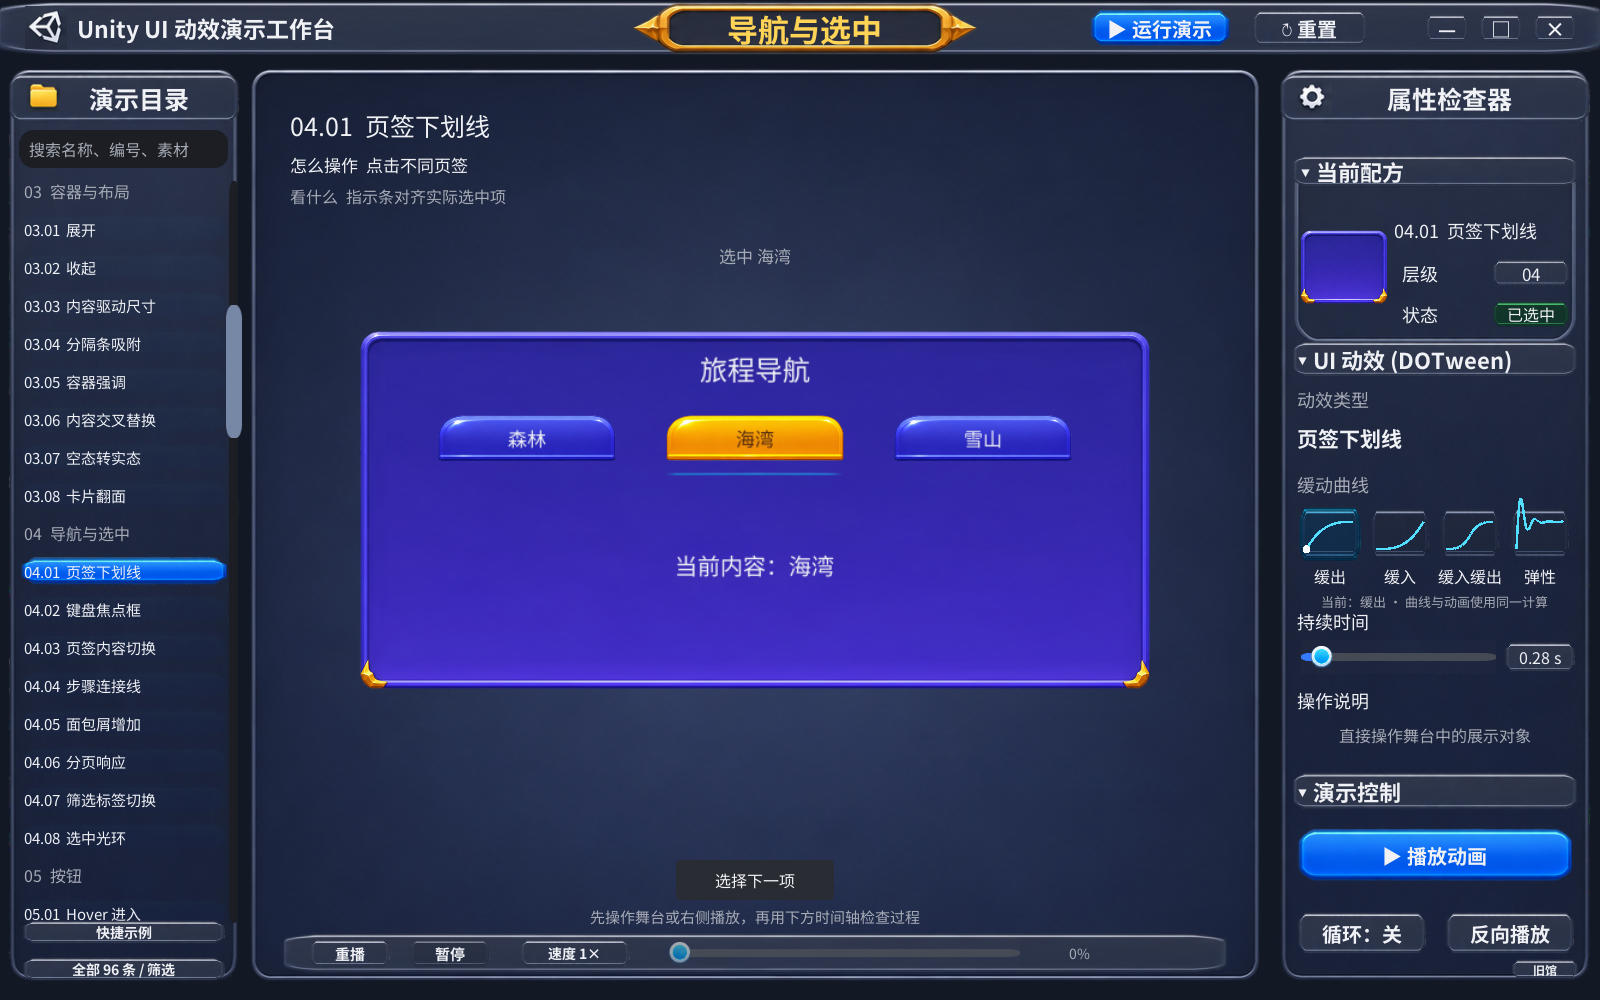 Unity UI 动效演示工作台
导航与选中
▶ 运行演示
↻ 重置
演示目录
搜索名称、编号、素材
03 容器与布局
03.01 展开
03.02 收起
03.03 内容驱动尺寸
03.04 分隔条吸附
03.05 容器强调
03.06 内容交叉替换
03.07 空态转实态
03.08 卡片翻面
04 导航与选中
04.01 页签下划线
04.02 键盘焦点框
04.03 页签内容切换
04.04 步骤连接线
04.05 面包屑增加
04.06 分页响应
04.07 筛选标签切换
04.08 选中光环
05 按钮
05.01 Hover 进入
快捷示例
全部 96 条 / 筛选
04.01 页签下划线
怎么操作 点击不同页签
看什么 指示条对齐实际选中项
选中 海湾
旅程导航
森林
海湾
雪山
当前内容：海湾
选择下一项
先操作舞台或右侧播放，再用下方时间轴检查过程
重播
暂停
速度 1×
0%
属性检查器
▼ 当前配方
04.01 页签下划线
层级
04
状态
已选中
▼ UI 动效 (DOTween)
动效类型
页签下划线
缓动曲线
缓出
缓入
缓入缓出
弹性
当前：缓出 · 曲线与动画使用同一计算
持续时间
0.28 s
操作说明
直接操作舞台中的展示对象
▼ 演示控制
▶ 播放动画
循环：关
反向播放
旧馆